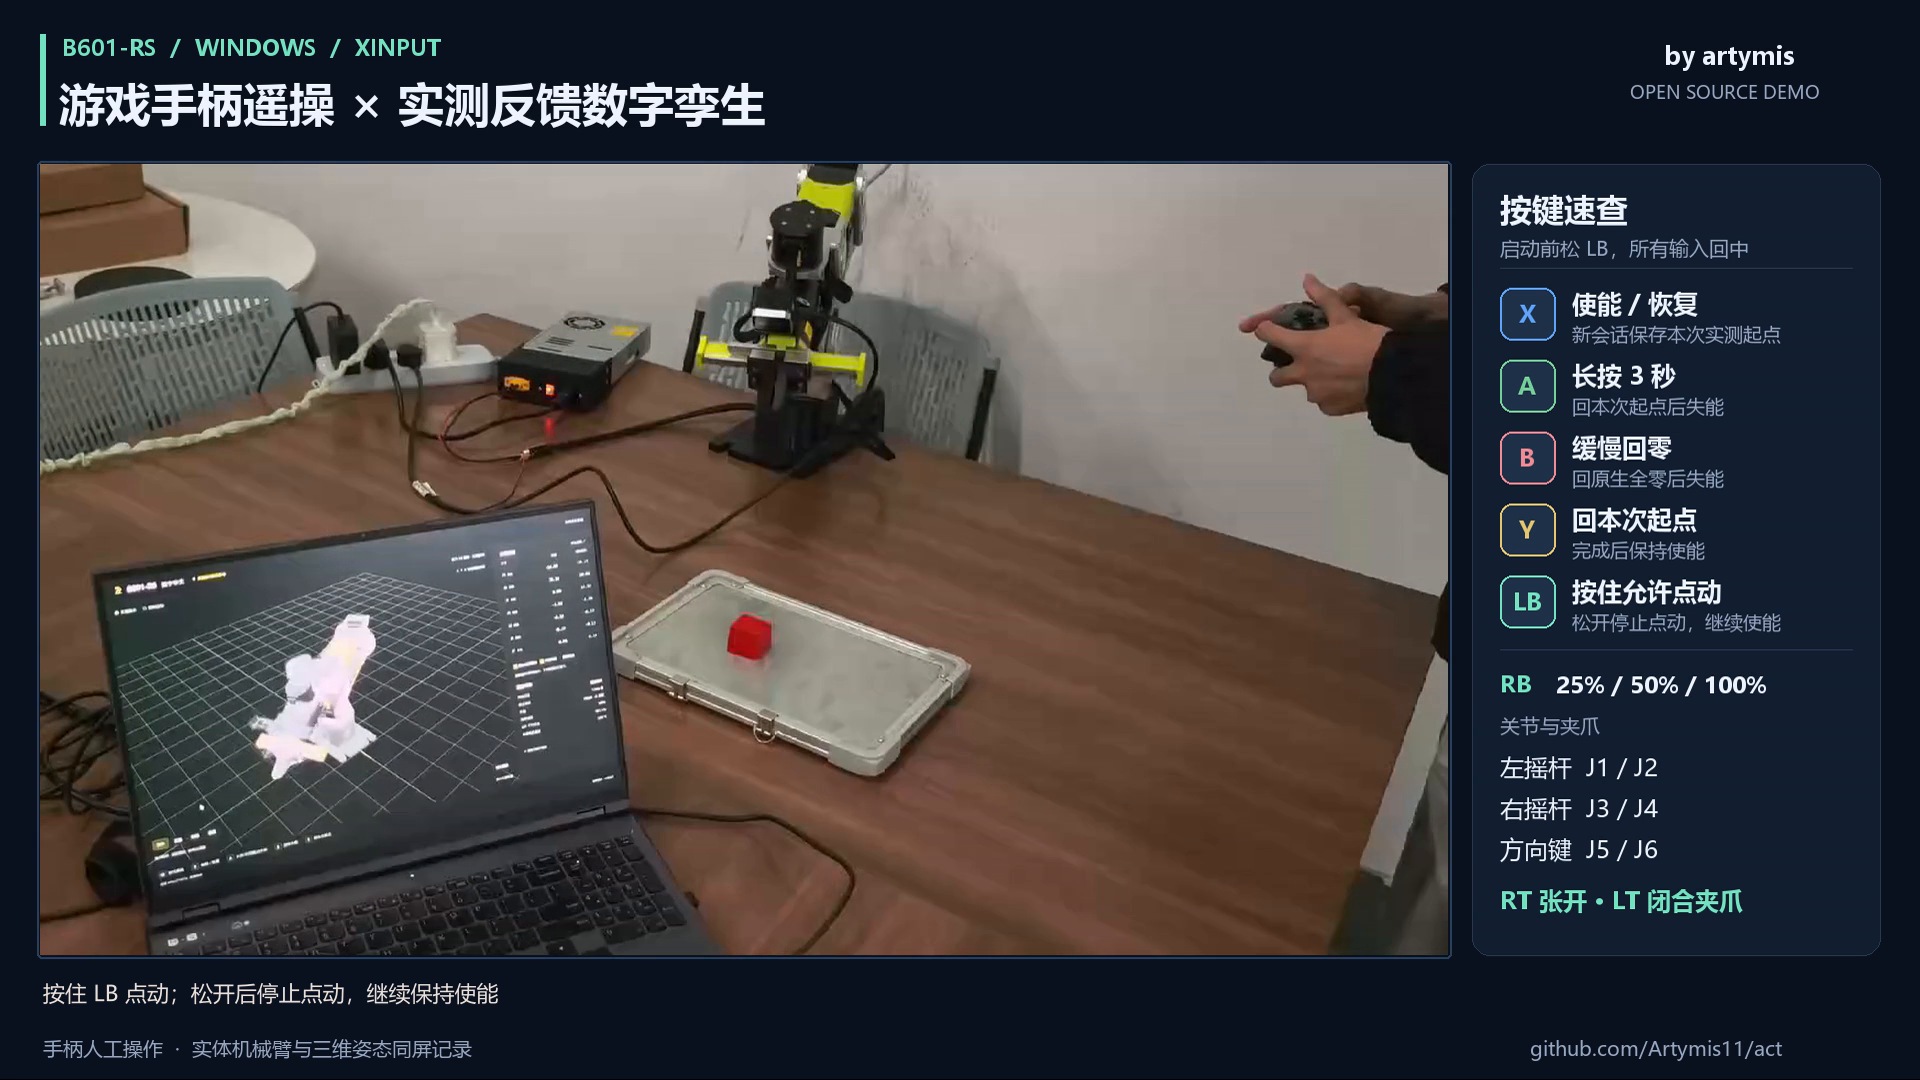 B601-RS / WINDOWS / XINPUT
游戏手柄遥操 × 实测反馈数字孪生
by artymis
OPEN SOURCE DEMO
按键速查
启动前松 LB，所有输入回中
X 使能 / 恢复
新会话保存本次实测起点
A 长按 3 秒
回本次起点后失能
B 缓慢回零
回原生全零后失能
Y 回本次起点
完成后保持使能
LB 按住允许点动
松开停止点动，继续使能
RB 25% / 50% / 100%
关节与夹爪
左摇杆 J1 / J2
右摇杆 J3 / J4
方向键 J5 / J6
RT 张开 • LT 闭合夹爪
按住 LB 点动；松开后停止点动，继续保持使能
手柄人工操作 · 实体机械臂与三维姿态同屏记录
github.com/Artymis11/act